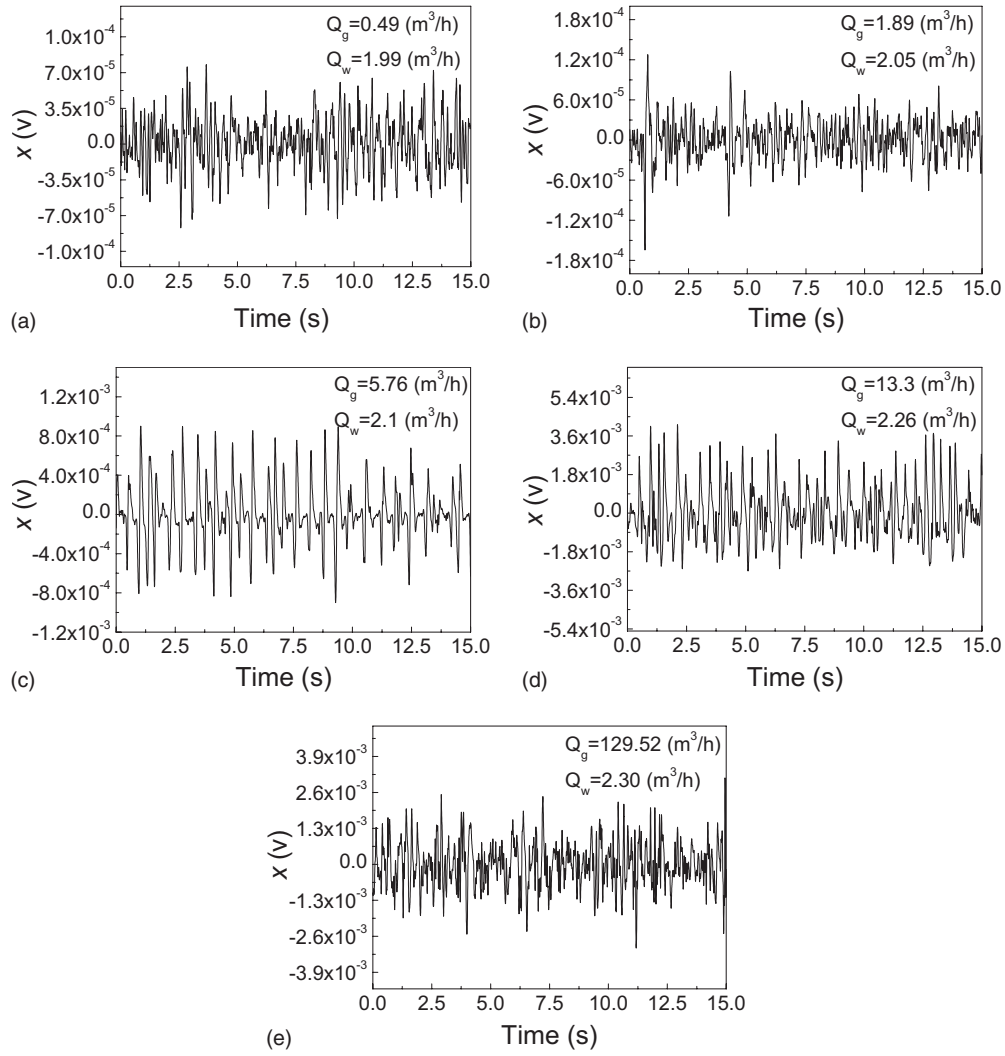 Q_g=0.49 (m³/h)
Q_w=1.99 (m³/h)
1.0x10⁻⁴
7.0x10⁻⁵
3.5x10⁻⁵
0.0
-3.5x10⁻⁵
-7.0x10⁻⁵
-1.0x10⁻⁴
x (v)
0.0 2.5 5.0 7.5 10.0 12.5 15.0
Time (s)
(a)
Q_g=1.89 (m³/h)
Q_w=2.05 (m³/h)
1.8x10⁻⁴
1.2x10⁻⁴
6.0x10⁻⁵
0.0
-6.0x10⁻⁵
-1.2x10⁻⁴
-1.8x10⁻⁴
x (v)
0.0 2.5 5.0 7.5 10.0 12.5 15.0
Time (s)
(b)
Q_g=5.76 (m³/h)
Q_w=2.1 (m³/h)
1.2x10⁻³
8.0x10⁻⁴
4.0x10⁻⁴
0.0
-4.0x10⁻⁴
-8.0x10⁻⁴
-1.2x10⁻³
x (v)
0.0 2.5 5.0 7.5 10.0 12.5 15.0
Time (s)
(c)
Q_g=13.3 (m³/h)
Q_w=2.26 (m³/h)
5.4x10⁻³
3.6x10⁻³
1.8x10⁻³
0.0
-1.8x10⁻³
-3.6x10⁻³
-5.4x10⁻³
x (v)
0.0 2.5 5.0 7.5 10.0 12.5 15.0
Time (s)
(d)
Q_g=129.52 (m³/h)
Q_w=2.30 (m³/h)
3.9x10⁻³
2.6x10⁻³
1.3x10⁻³
0.0
-1.3x10⁻³
-2.6x10⁻³
-3.9x10⁻³
x (v)
0.0 2.5 5.0 7.5 10.0 12.5 15.0
Time (s)
(e)